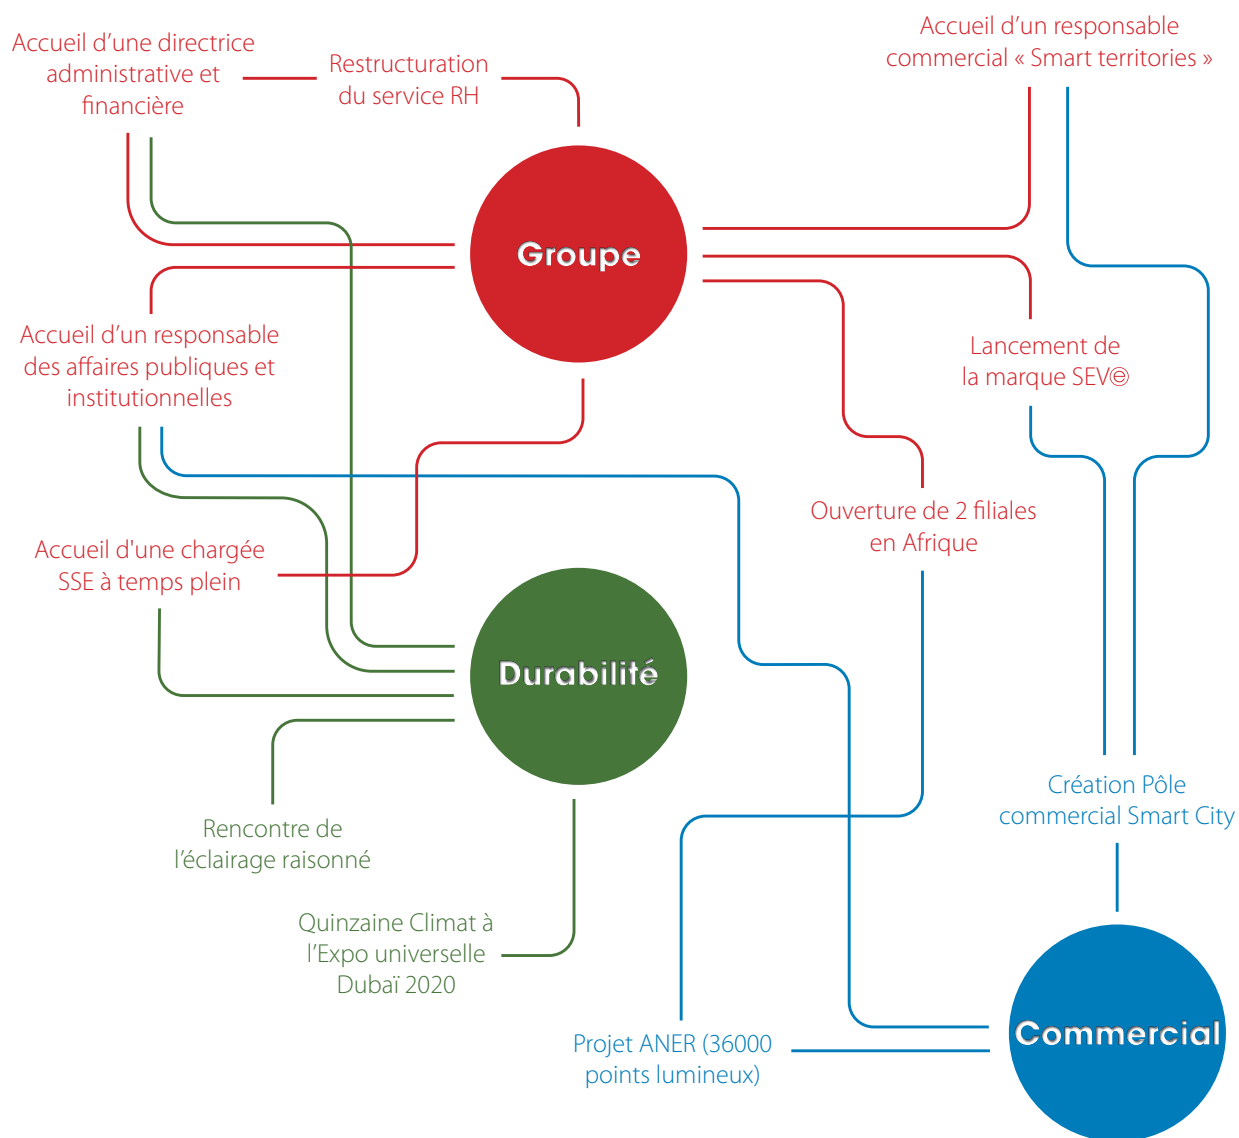 Accueil d’une directrice
administrative et
financière
Restructuration
du service RH
Accueil d’un responsable
commercial « Smart territories »
Groupe
Accueil d’un responsable
des affaires publiques et
institutionnelles
Lancement de
la marque SEVⓔ
Ouverture de 2 filiales
en Afrique
Accueil d'une chargée
SSE à temps plein
Durabilité
Création Pôle
commercial Smart City
Rencontre de
l’éclairage raisonné
Quinzaine Climat à
l’Expo universelle
Dubaï 2020
Projet ANER (36000
points lumineux)
Commercial